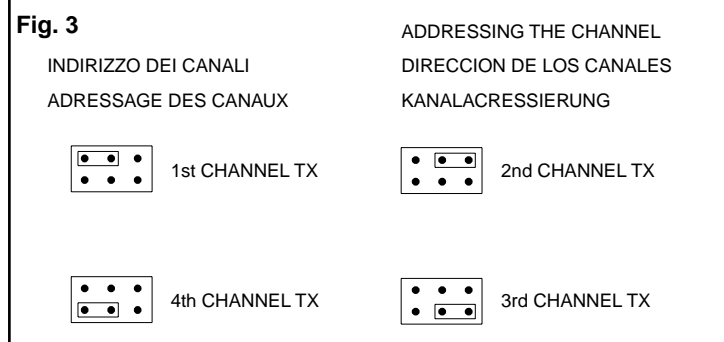 Fig. 3
ADDRESSING THE CHANNEL
INDIRIZZO DEI CANALI
DIRECCION DE LOS CANALES
ADRESSAGE DES CANAUX
KANALACRESSIERUNG
1st CHANNEL TX
2nd CHANNEL TX
4th CHANNEL TX
3rd CHANNEL TX